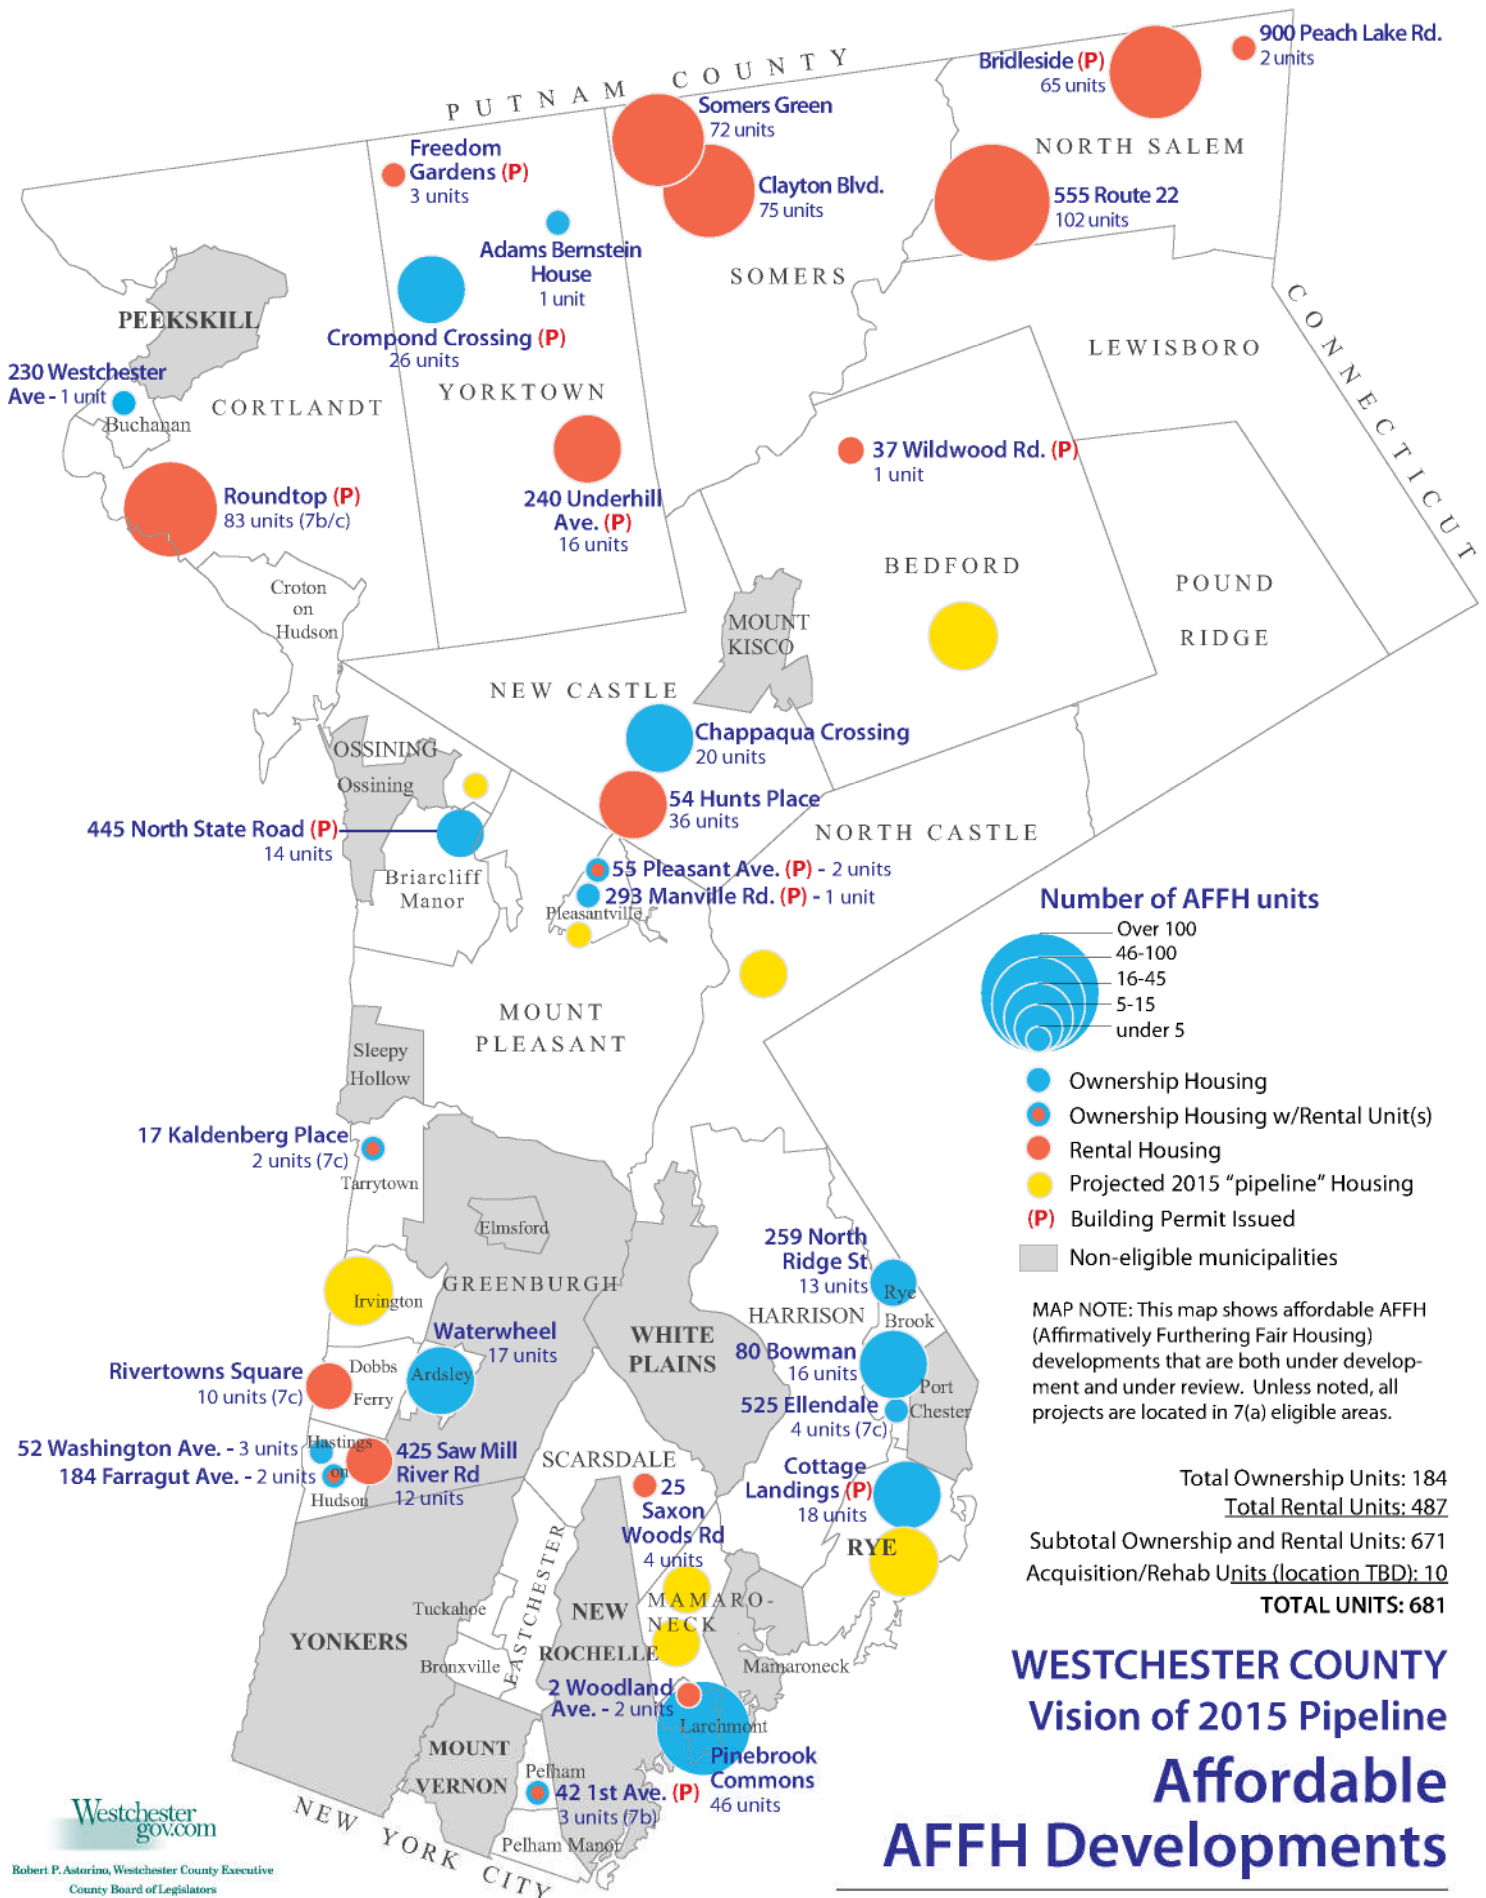 PUTNAM COUNTY
900 Peach Lake Rd.
2 units
Bridleside (P)
65 units
Somers Green
72 units
NORTH SALEM
Freedom
Gardens (P)
3 units
Clayton Blvd.
75 units
555 Route 22
102 units
Adams Bernstein
House
1 unit
SOMERS
CONNECTICUT
PEEKSKILL
Crompond Crossing (P)
26 units
LEWISBORO
230 Westchester
Ave - 1 unit
Buchanan
CORTLANDT
YORKTOWN
37 Wildwood Rd. (P)
1 unit
Roundtop (P)
83 units (7b/c)
240 Underhill
Ave. (P)
16 units
BEDFORD
POUND
RIDGE
Croton
on
Hudson
MOUNT
KISCO
NEW CASTLE
Chappaqua Crossing
20 units
OSSINING
Ossining
54 Hunts Place
36 units
445 North State Road (P)
14 units
NORTH CASTLE
Briarcliff
Manor
55 Pleasant Ave. (P) - 2 units
293 Manville Rd. (P) - 1 unit
Pleasantville
Number of AFFH units
Over 100
46-100
16-45
5-15
under 5
MOUNT
PLEASANT
Sleepy
Hollow
Ownership Housing
Ownership Housing w/Rental Unit(s)
Rental Housing
Projected 2015 “pipeline” Housing
(P) Building Permit Issued
Non-eligible municipalities
17 Kaldenberg Place
2 units (7c)
Tarrytown
Elmsford
GREENBURGH
259 North
Ridge St.
13 units
Rye
Brook
HARRISON
Irvington
MAP NOTE: This map shows affordable AFFH
(Affirmatively Furthering Fair Housing)
developments that are both under develop-
ment and under review. Unless noted, all
projects are located in 7(a) eligible areas.
Waterwheel
17 units
WHITE
PLAINS
80 Bowman
16 units
Rivertowns Square
10 units (7c)
Dobbs
Ferry
Ardsley
Port
Chester
525 Ellendale
4 units (7c)
52 Washington Ave. - 3 units
184 Farragut Ave. - 2 units
Hastings
on
Hudson
425 Saw Mill
River Rd
12 units
SCARSDALE
25
Saxon
Woods Rd
4 units
Cottage
Landings (P)
18 units
RYE
Total Ownership Units: 184
Total Rental Units: 487
Subtotal Ownership and Rental Units: 671
Acquisition/Rehab Units (location TBD): 10
TOTAL UNITS: 681
EASTCHESTER
Tuckahoe
Bronxville
YONKERS
NEW
ROCHELLE
MAMARO-
NECK
Mamaroneck
2 Woodland
Ave. - 2 units
Larchmont
Pinebrook
Commons
46 units
MOUNT
VERNON
Pelham
42 1st Ave. (P)
3 units (7b)
Pelham Manor
NEW YORK CITY
WESTCHESTER COUNTY
Vision of 2015 Pipeline
Affordable
AFFH Developments
Westchester
gov.com
Robert P. Astorino, Westchester County Executive
County Board of Legislators